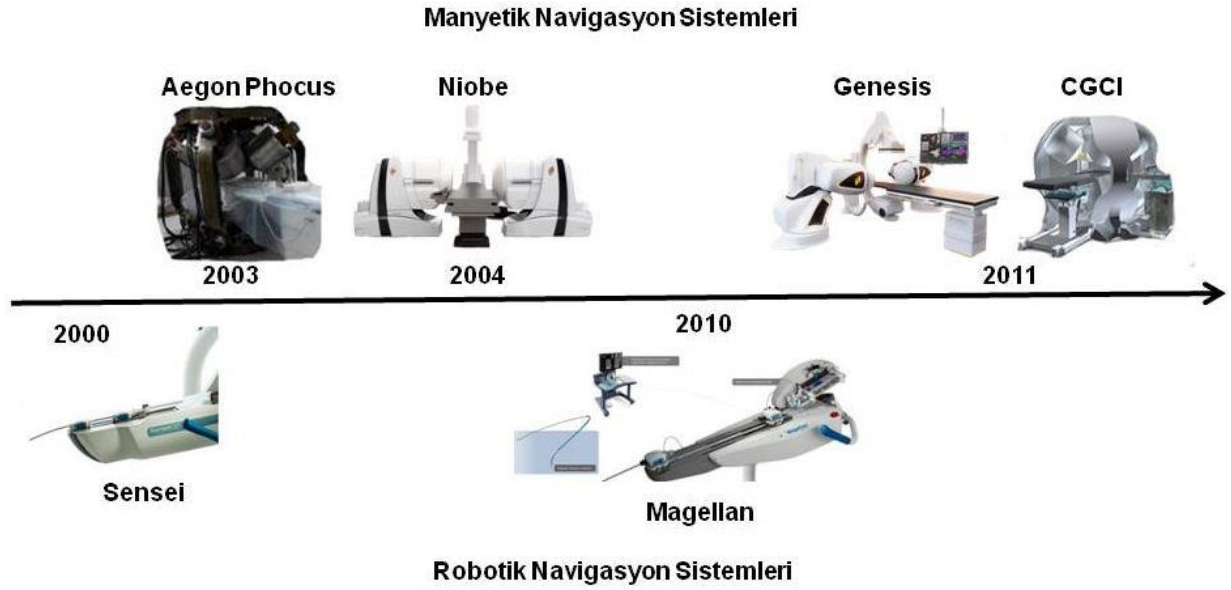 Manyetik Navigasyon Sistemleri
Aegon Phocus
Niobe
Genesis
CGCI
2003
2004
2011
2000
2010
Sensei
Magellan
Robotik Navigasyon Sistemleri